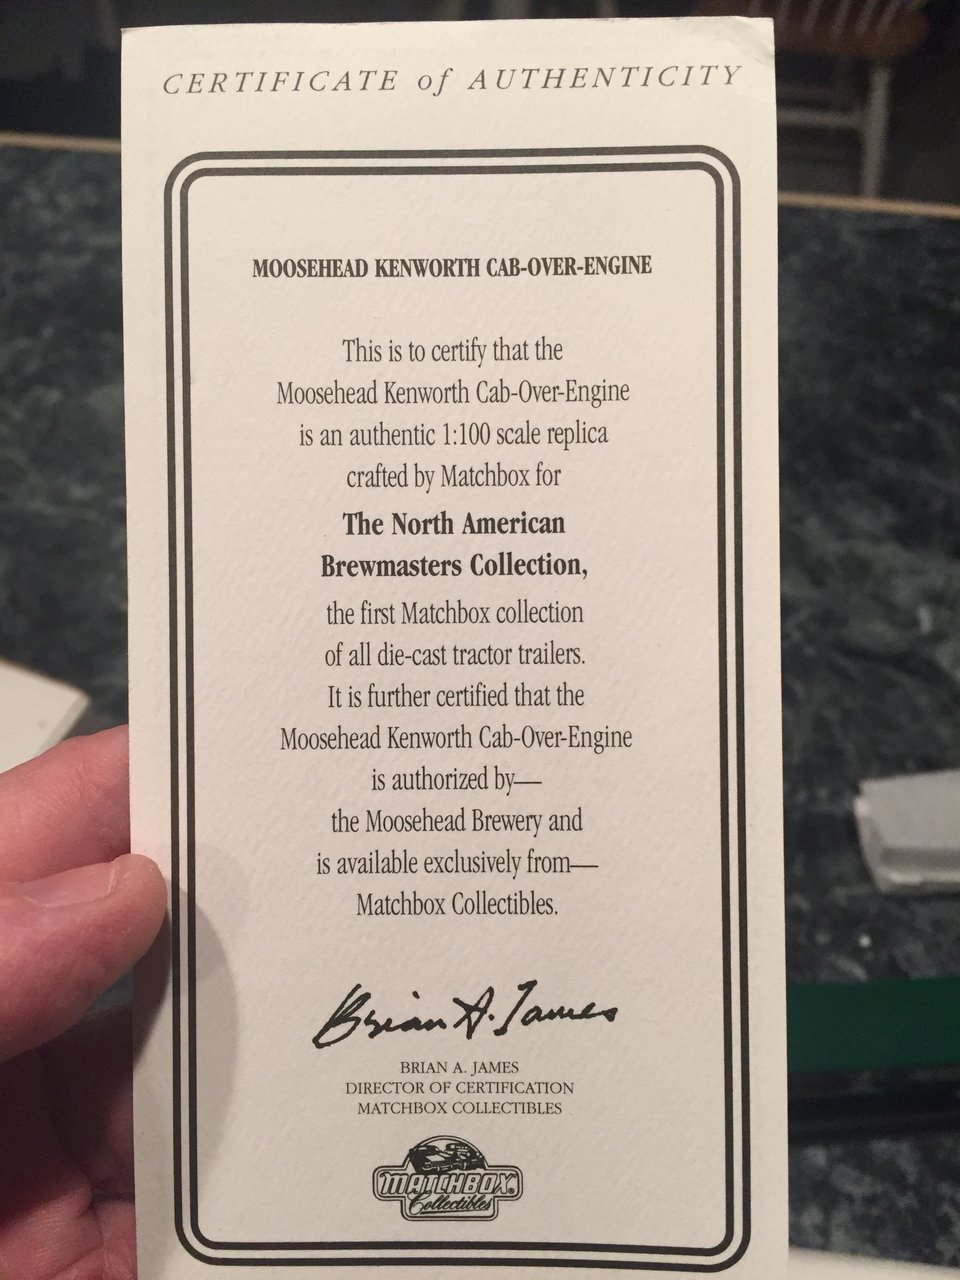 CERTIFICATE of AUTHENTICITY
MOOSEHEAD KENWORTH CAB-OVER-ENGINE
This is to certify that the
Moosehead Kenworth Cab-Over-Engine
is an authentic 1:100 scale replica
crafted by Matchbox for
The North American
Brewmasters Collection,
the first Matchbox collection
of all die-cast tractor trailers.
It is further certified that the
Moosehead Kenworth Cab-Over-Engine
is authorized by—
the Moosehead Brewery and
is available exclusively from—
Matchbox Collectibles.
Brian A. James
BRIAN A. JAMES
DIRECTOR OF CERTIFICATION
MATCHBOX COLLECTIBLES
MATCHBOX
Collectibles